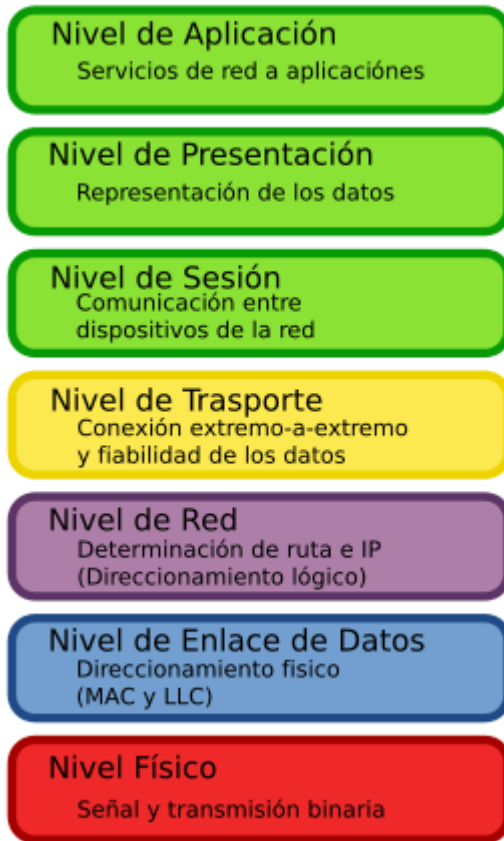 Nivel de Aplicación
Servicios de red a aplicaciónes
Nivel de Presentación
Representación de los datos
Nivel de Sesión
Comunicación entre
dispositivos de la red
Nivel de Trasporte
Conexión extremo-a-extremo
y fiabilidad de los datos
Nivel de Red
Determinación de ruta e IP
(Direccionamiento lógico)
Nivel de Enlace de Datos
Direccionamiento fisico
(MAC y LLC)
Nivel Físico
Señal y transmisión binaria